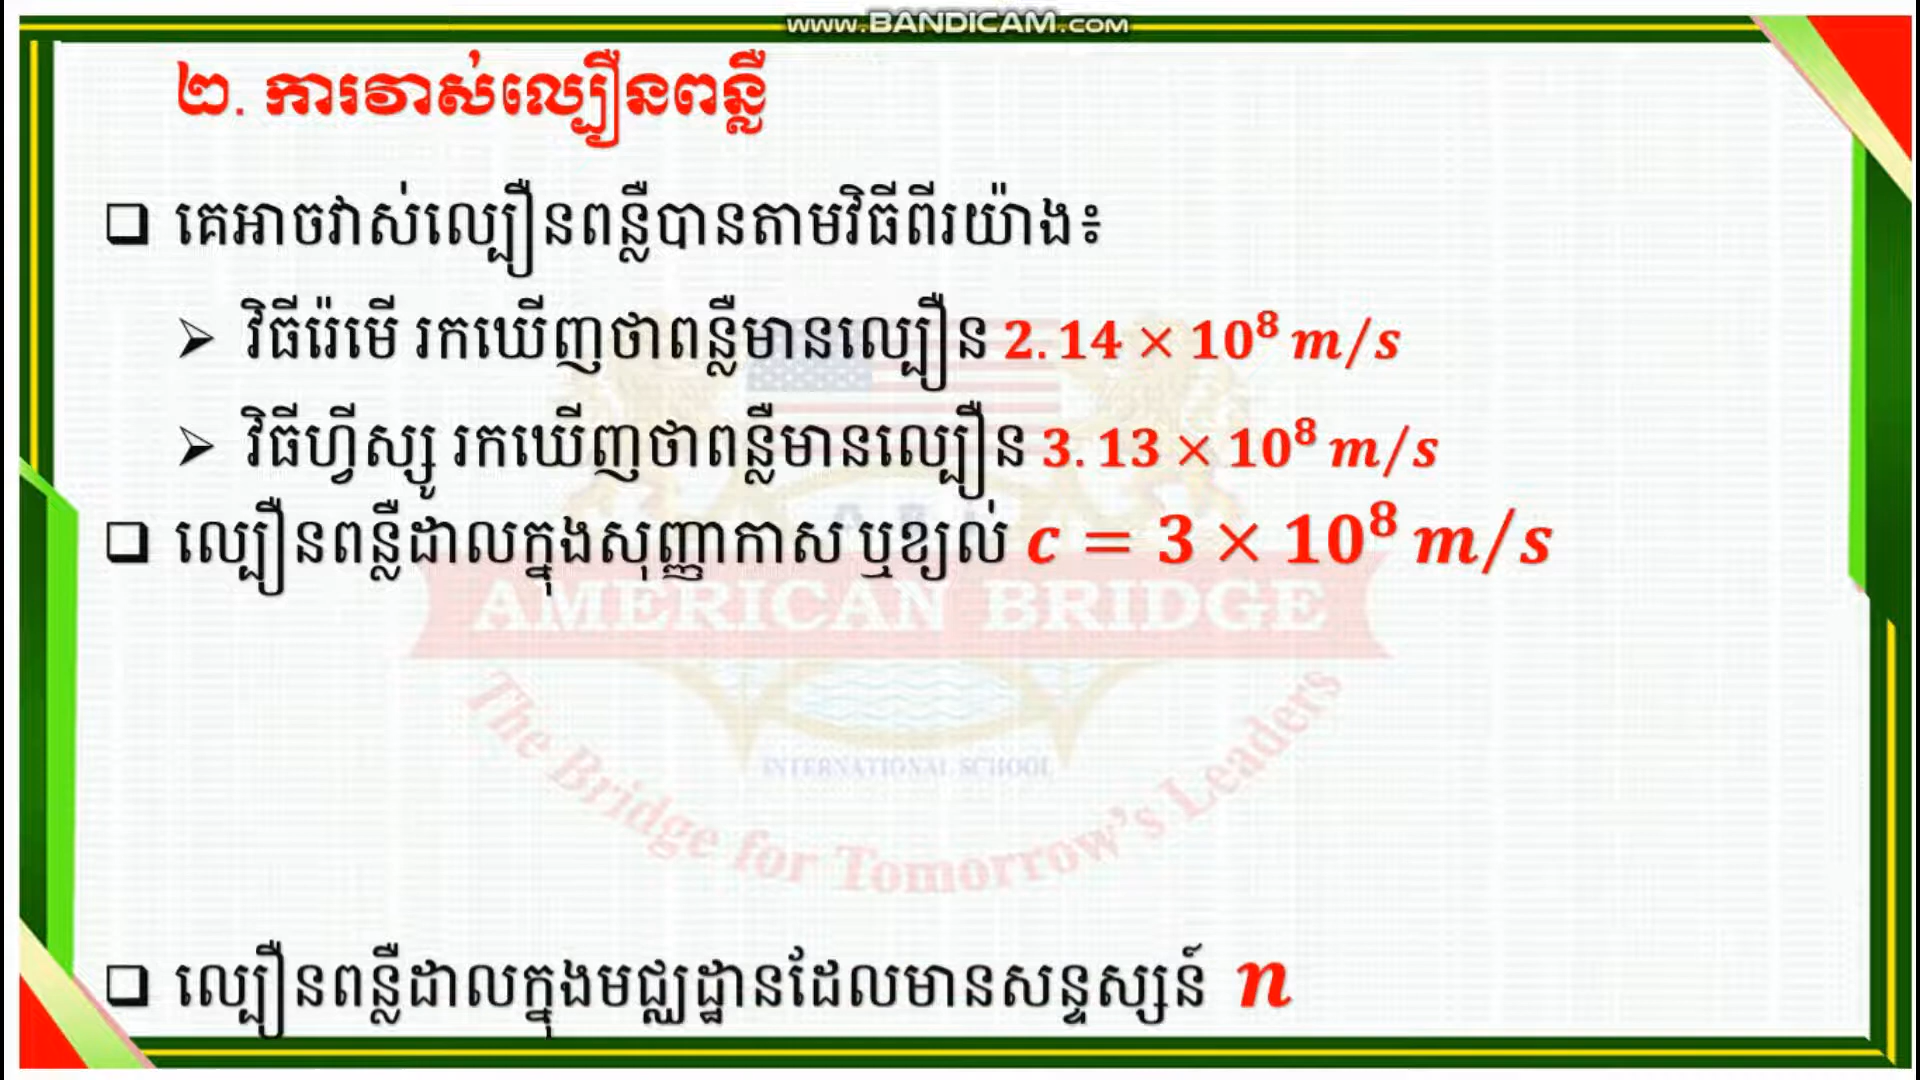 www.BANDICAM.com
២. ការវាស់ល្បឿនពន្លឺ
គេអាចវាស់ល្បឿនពន្លឺបានតាមវិធីពីរយ៉ាង៖
វិធីរ៉េមើ រកឃើញថាពន្លឺមានល្បឿន 2.14 × 10⁸ m/s
វិធីហ្វីស្សូ រកឃើញថាពន្លឺមានល្បឿន 3.13 × 10⁸ m/s
ល្បឿនពន្លឺដាលក្នុងសុញ្ញាកាស ឬខ្យល់ c = 3 × 10⁸ m/s
AMERICAN BRIDGE
INTERNATIONAL SCHOOL
The Bridge for Tomorrow's Leaders
ល្បឿនពន្លឺដាលក្នុងមជ្ឈដ្ឋានដែលមានសន្ទស្សន៍ n